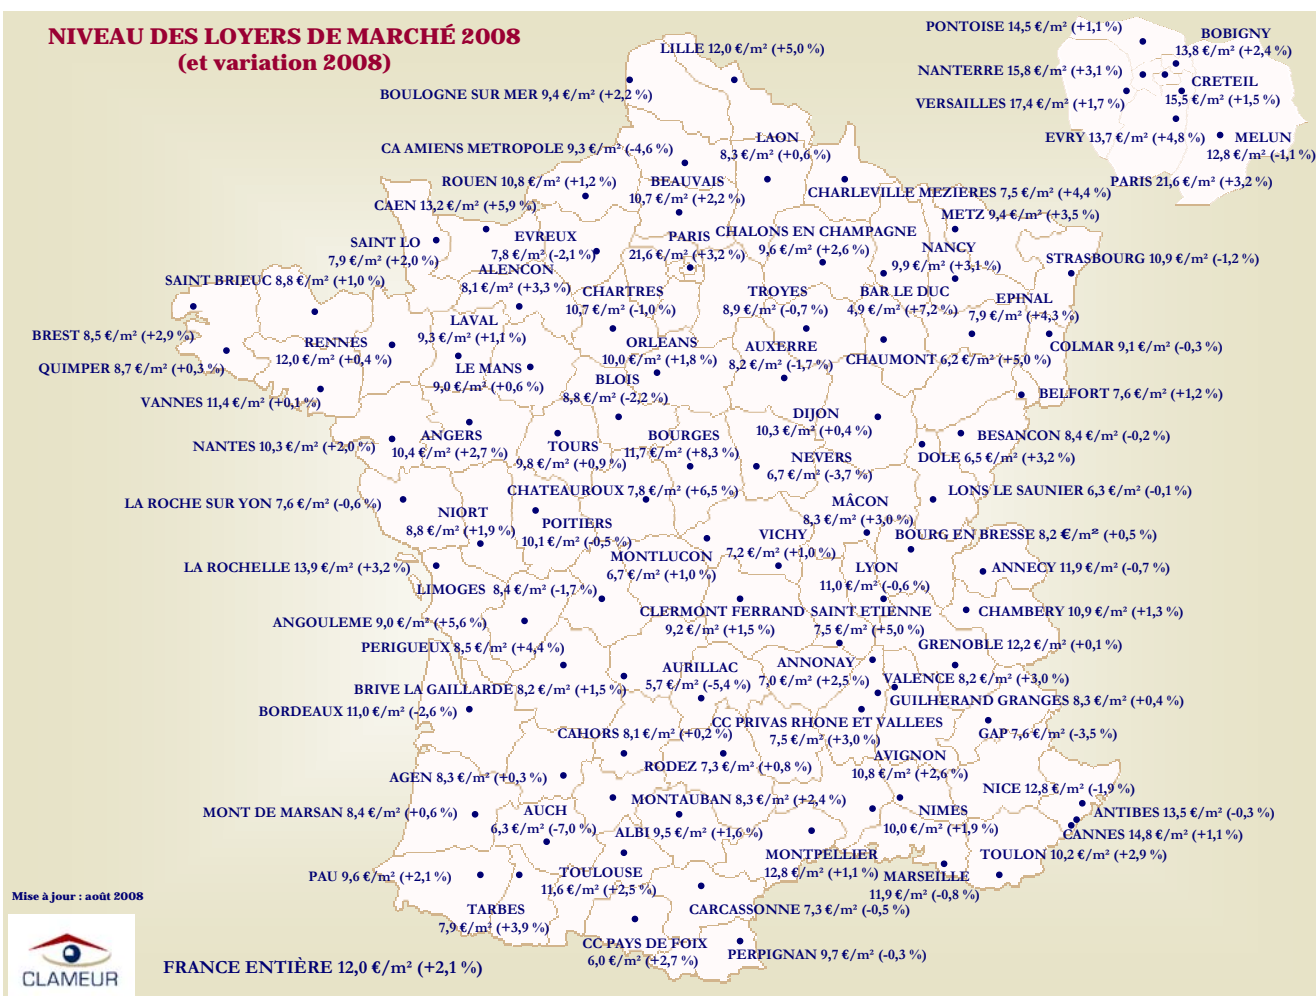 NIVEAU DES LOYERS DE MARCHÉ 2008
(et variation 2008)
PONTOISE 14,5 €/m² (+1,1 %)
BOBIGNY
13,8 €/m² (+2,4 %)
NANTERRE 15,8 €/m² (+3,1 %)
CRETEIL
15,5 €/m² (+1,5 %)
VERSAILLES 17,4 €/m² (+1,7 %)
EVRY 13,7 €/m² (+4,8 %)
MELUN
12,8 €/m² (-1,1 %)
PARIS 21,6 €/m² (+3,2 %)
LILLE 12,0 €/m² (+5,0 %)
BOULOGNE SUR MER 9,4 €/m² (+2,2 %)
LAON
8,3 €/m² (+0,6 %)
CA AMIENS METROPOLE 9,3 €/m² (-4,6 %)
ROUEN 10,8 €/m² (+1,2 %)
BEAUVAIS
10,7 €/m² (+2,2 %)
CHARLEVILLE MEZIERES 7,5 €/m² (+4,4 %)
CAEN 13,2 €/m² (+5,9 %)
METZ 9,4 €/m² (+3,5 %)
SAINT LO
7,9 €/m² (+2,0 %)
EVREUX
7,8 €/m² (-2,1 %)
PARIS
21,6 €/m² (+3,2 %)
CHALONS EN CHAMPAGNE
9,6 €/m² (+2,6 %)
NANCY
9,9 €/m² (+3,1 %)
STRASBOURG 10,9 €/m² (-1,2 %)
SAINT BRIEUC 8,8 €/m² (+1,0 %)
ALENCON
8,1 €/m² (+3,3 %)
CHARTRES
10,7 €/m² (-1,0 %)
TROYES
8,9 €/m² (-0,7 %)
BAR LE DUC
4,9 €/m² (+7,2 %)
EPINAL
7,9 €/m² (+4,3 %)
BREST 8,5 €/m² (+2,9 %)
RENNES
12,0 €/m² (+0,4 %)
LAVAL
9,3 €/m² (+1,1 %)
ORLEANS
10,0 €/m² (+1,8 %)
AUXERRE
8,2 €/m² (-1,7 %)
CHAUMONT 6,2 €/m² (+5,0 %)
COLMAR 9,1 €/m² (-0,3 %)
QUIMPER 8,7 €/m² (+0,3 %)
LE MANS
9,0 €/m² (+0,6 %)
BLOIS
8,8 €/m² (-2,2 %)
BELFORT 7,6 €/m² (+1,2 %)
VANNES 11,4 €/m² (+0,1 %)
DIJON
10,3 €/m² (+0,4 %)
NANTES 10,3 €/m² (+2,0 %)
ANGERS
10,4 €/m² (+2,7 %)
TOURS
9,8 €/m² (+0,9 %)
BOURGES
11,7 €/m² (+8,3 %)
NEVERS
6,7 €/m² (-3,7 %)
BESANCON 8,4 €/m² (-0,2 %)
DOLE 6,5 €/m² (+3,2 %)
LA ROCHE SUR YON 7,6 €/m² (-0,6 %)
CHATEAUROUX 7,8 €/m² (+6,5 %)
LONS LE SAUNIER 6,3 €/m² (-0,1 %)
NIORT
8,8 €/m² (+1,9 %)
POITIERS
10,1 €/m² (-0,5 %)
MÂCON
8,3 €/m² (+3,0 %)
VICHY
7,2 €/m² (+1,0 %)
BOURG EN BRESSE 8,2 €/m² (+0,5 %)
MONTLUCON
6,7 €/m² (+1,0 %)
LA ROCHELLE 13,9 €/m² (+3,2 %)
LYON
11,0 €/m² (-0,6 %)
ANNECY 11,9 €/m² (-0,7 %)
LIMOGES 8,4 €/m² (-1,7 %)
CLERMONT FERRAND
9,2 €/m² (+1,5 %)
SAINT ETIENNE
7,5 €/m² (+5,0 %)
CHAMBERY 10,9 €/m² (+1,3 %)
ANGOULEME 9,0 €/m² (+5,6 %)
PERIGUEUX 8,5 €/m² (+4,4 %)
GRENOBLE 12,2 €/m² (+0,1 %)
AURILLAC
5,7 €/m² (-5,4 %)
ANNONAY
7,0 €/m² (+2,5 %)
VALENCE 8,2 €/m² (+3,0 %)
BRIVE LA GAILLARDE 8,2 €/m² (+1,5 %)
GUILHERAND GRANGES 8,3 €/m² (+0,4 %)
BORDEAUX 11,0 €/m² (-2,6 %)
CC PRIVAS RHONE ET VALLEES
7,5 €/m² (+3,0 %)
GAP 7,6 €/m² (-3,5 %)
CAHORS 8,1 €/m² (+0,2 %)
AVIGNON
10,8 €/m² (+2,6 %)
RODEZ 7,3 €/m² (+0,8 %)
AGEN 8,3 €/m² (+0,3 %)
NICE 12,8 €/m² (-1,9 %)
MONT DE MARSAN 8,4 €/m² (+0,6 %)
AUCH
6,3 €/m² (-7,0 %)
MONTAUBAN 8,3 €/m² (+2,4 %)
NIMES
10,0 €/m² (+1,9 %)
ANTIBES 13,5 €/m² (-0,3 %)
ALBI 9,5 €/m² (+1,6 %)
CANNES 14,8 €/m² (+1,1 %)
MONTPELLIER
12,8 €/m² (+1,1 %)
TOULON 10,2 €/m² (+2,9 %)
PAU 9,6 €/m² (+2,1 %)
TOULOUSE
11,6 €/m² (+2,5 %)
MARSEILLE
11,9 €/m² (-0,8 %)
Mise à jour : août 2008
TARBES
7,9 €/m² (+3,9 %)
CARCASSONNE 7,3 €/m² (-0,5 %)
CC PAYS DE FOIX
6,0 €/m² (+2,7 %)
PERPIGNAN 9,7 €/m² (-0,3 %)
CLAMEUR
FRANCE ENTIÈRE 12,0 €/m² (+2,1 %)